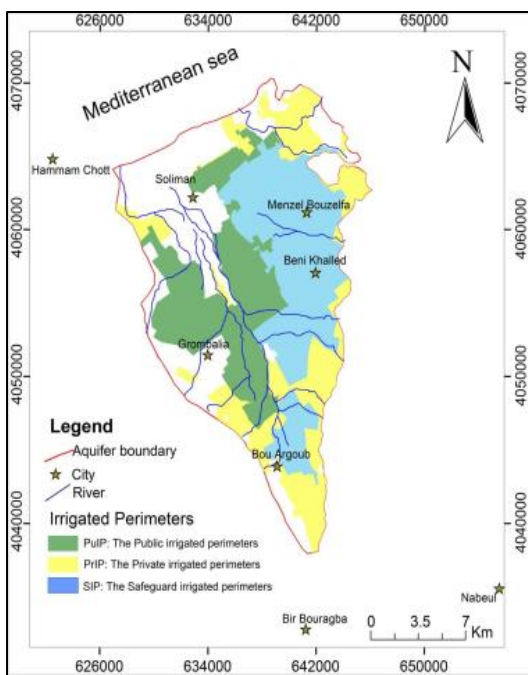 626000 634000 642000 650000
4070000
4060000
4050000
4040000
Mediterranean sea
N
Hammam Chott
Soliman
Menzel Bouzelfa
Beni Khalled
Grombalia
Bou Argoub
Nabeul
Bir Bouragba
Legend
Aquifer boundary
City
River
Irrigated Perimeters
PuIP: The Public irrigated perimeters
PrIP: The Private irrigated perimeters
SIP: The Safeguard irrigated perimeters
0 3.5 7
Km
4070000
4060000
4050000
4040000
626000 634000 642000 650000